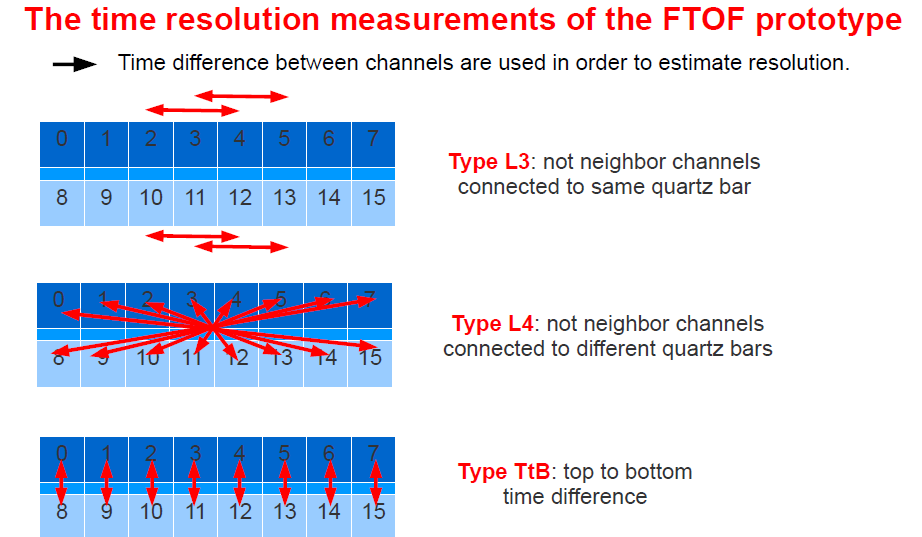 The time resolution measurements of the FTOF prototype
Time difference between channels are used in order to estimate resolution.
0 1 2 3 4 5 6 7
8 9 10 11 12 13 14 15
Type L3: not neighbor channels
connected to same quartz bar
0 1 2 3 4 5 6 7
8 9 10 11 12 13 14 15
Type L4: not neighbor channels
connected to different quartz bars
0 1 2 3 4 5 6 7
8 9 10 11 12 13 14 15
Type TtB: top to bottom
time difference